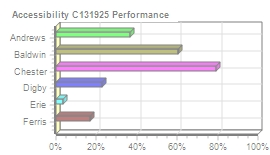 Accessibility C131925 Performance
Andrews
Baldwin
Chester
Digby
Erie
Ferris
0% 20% 40% 60% 80% 100%